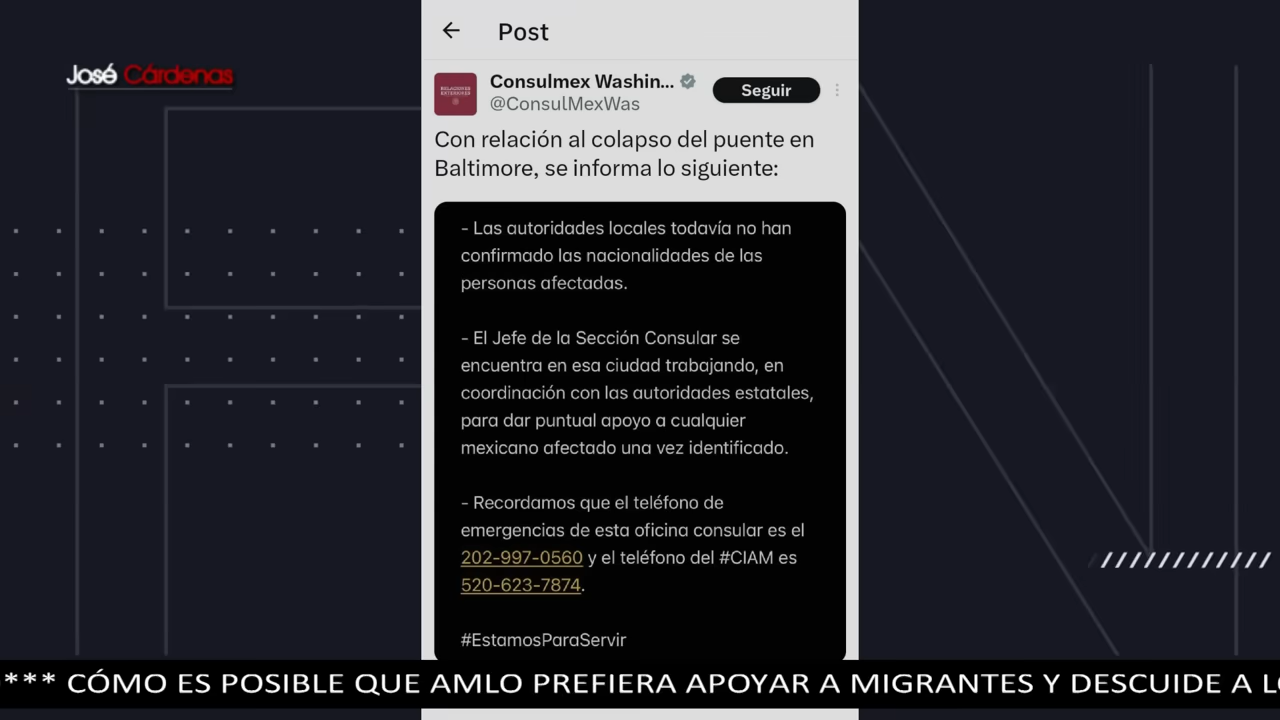 José Cárdenas
Post
Consulmex Washin...
@ConsulMexWas
Seguir
RELACIONES
EXTERIORES
Con relación al colapso del puente en
Baltimore, se informa lo siguiente:
- Las autoridades locales todavía no han
confirmado las nacionalidades de las
personas afectadas.
- El Jefe de la Sección Consular se
encuentra en esa ciudad trabajando, en
coordinación con las autoridades estatales,
para dar puntual apoyo a cualquier
mexicano afectado una vez identificado.
- Recordamos que el teléfono de
emergencias de esta oficina consular es el
202-997-0560 y el teléfono del #CIAM es
520-623-7874.
#EstamosParaServir
*** CÓMO ES POSIBLE QUE AMLO PREFIERA APOYAR A MIGRANTES Y DESCUIDE A